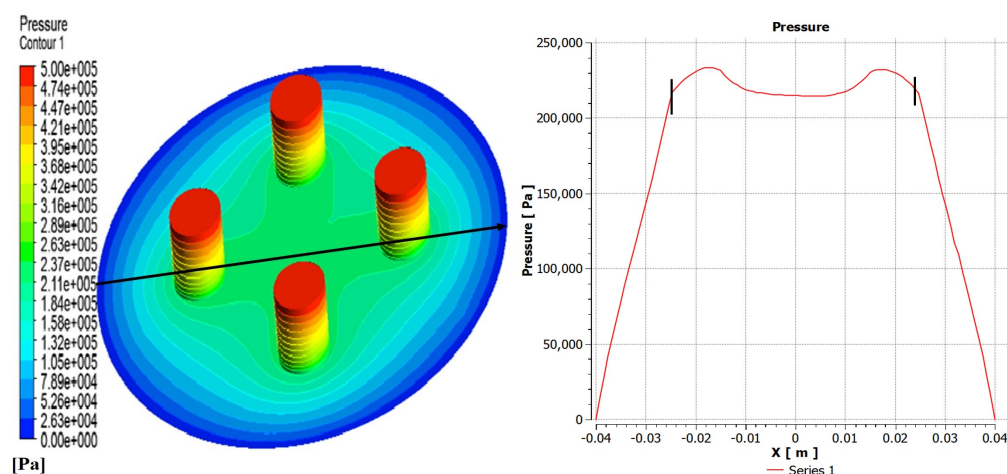 Pressure
Contour 1
5.00e+005
4.74e+005
4.47e+005
4.21e+005
3.95e+005
3.68e+005
3.42e+005
3.16e+005
2.89e+005
2.63e+005
2.37e+005
2.11e+005
1.84e+005
1.58e+005
1.32e+005
1.05e+005
7.89e+004
5.26e+004
2.63e+004
0.00e+000
[Pa]
Pressure
250,000
200,000
150,000
100,000
50,000
0
Pressure [ Pa ]
-0.04 -0.03 -0.02 -0.01 0 0.01 0.02 0.03 0.04
X [ m ]
Series 1